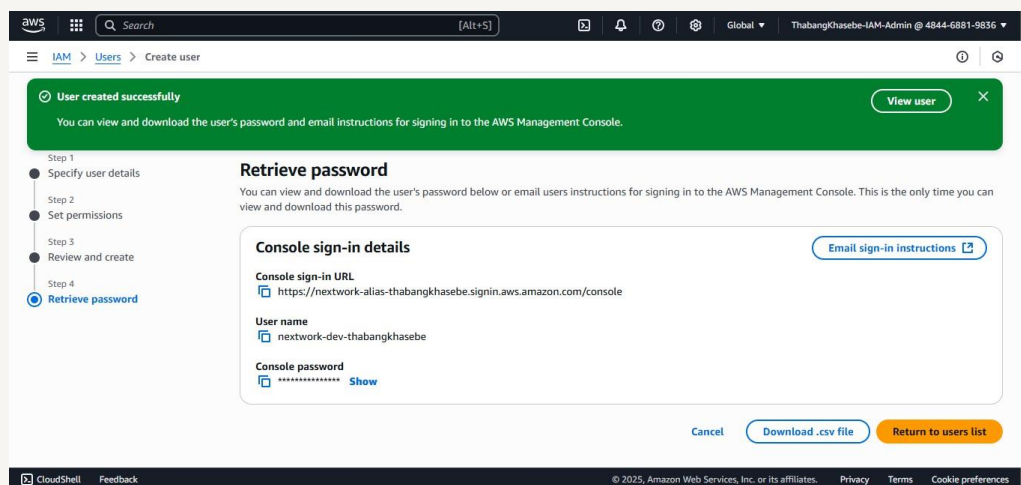 aws
Search [Alt+S] Global ThabangKhasebe-IAM-Admin @ 4844-6881-9836
IAM > Users > Create user
User created successfully
View user
You can view and download the user's password and email instructions for signing in to the AWS Management Console.
Step 1
Specify user details
Step 2
Set permissions
Step 3
Review and create
Step 4
Retrieve password
Retrieve password
You can view and download the user's password below or email users instructions for signing in to the AWS Management Console. This is the only time you can
view and download this password.
Console sign-in details
Email sign-in instructions
Console sign-in URL
https://nextwork-alias-thabangkhasebe.signin.aws.amazon.com/console
User name
nextwork-dev-thabangkhasebe
Console password
*************** Show
Cancel Download .csv file Return to users list
CloudShell Feedback © 2025, Amazon Web Services, Inc. or its affiliates. Privacy Terms Cookie preferences